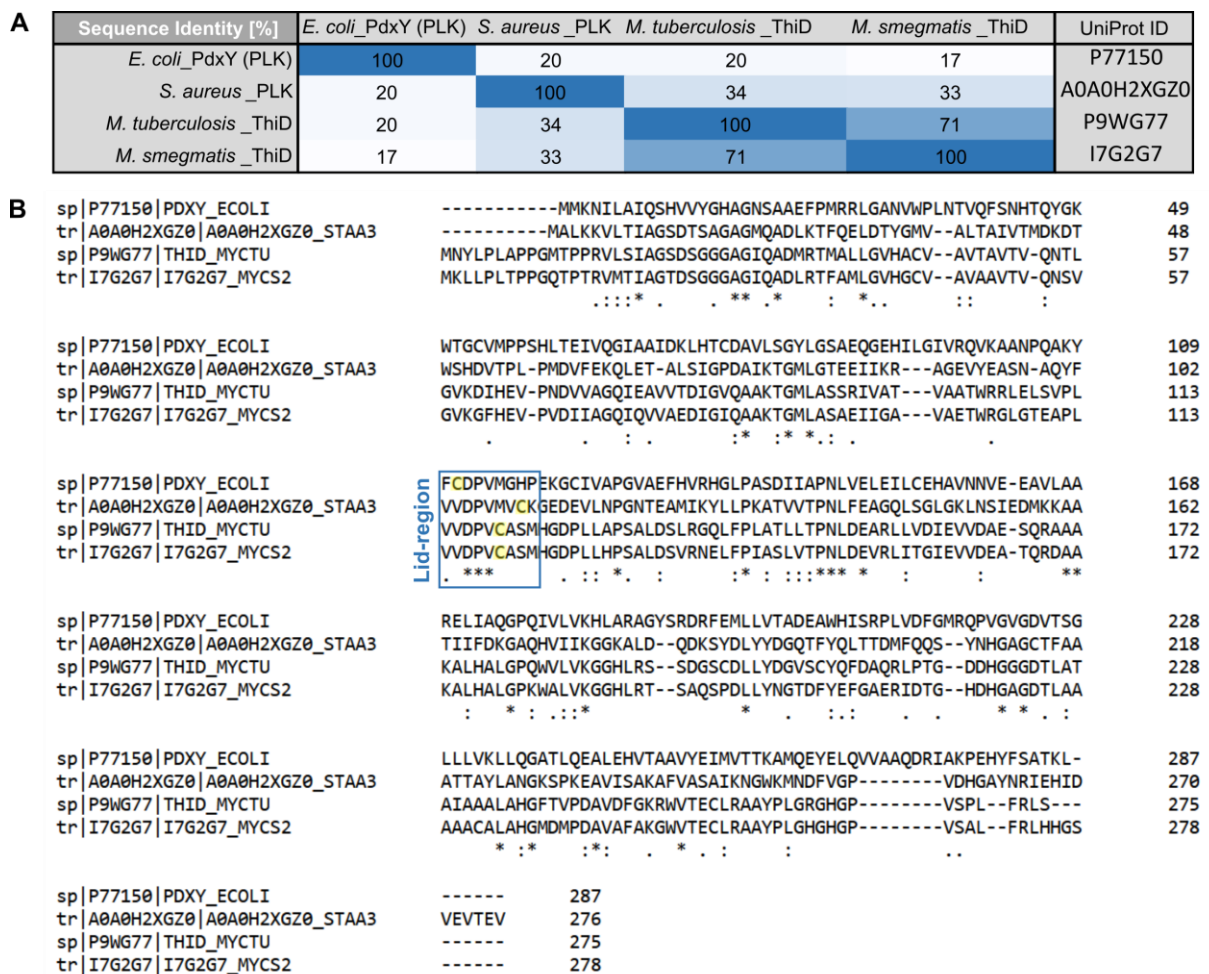 A
Sequence Identity [%] E. coli_PdxY (PLK) S. aureus _PLK M. tuberculosis _ThiD M. smegmatis _ThiD UniProt ID
E. coli_PdxY (PLK) 100 20 20 17 P77150
S. aureus _PLK 20 100 34 33 A0A0H2XGZ0
M. tuberculosis _ThiD 20 34 100 71 P9WG77
M. smegmatis _ThiD 17 33 71 100 I7G2G7
B
sp|P77150|PDXY_ECOLI -----------MMKNILAIQSHVVYGHAGNSAAEFPMRRLGANVWPLNTVQFSNHTQYGK 49
tr|A0A0H2XGZ0|A0A0H2XGZ0_STAA3 ----------MALKKVLTIAGSDTSAGAGMQADLKTFQELDTYGMV--ALTAIVTMDKDT 48
sp|P9WG77|THID_MYCTU MNYLPLAPPGMTPPRVLSIAGSDSGGGAGIQADMRTMALLGVHACV--AVTAVTV-QNTL 57
tr|I7G2G7|I7G2G7_MYCS2 MKLLPLTPPGQTPTRVMTIAGTDSGGGAGIQADLRTFAMLGVHGCV--AVAAVTV-QNSV 57
.:::* . . ** .* : *.. :: :
sp|P77150|PDXY_ECOLI WTGCVMPPSHLTEIVQGIAAIDKLHTCDAVLSGYLGSAEQGEHILGIVRQVKAANPQAKY 109
tr|A0A0H2XGZ0|A0A0H2XGZ0_STAA3 WSHDVTPL-PMDVFEKQLET-ALSIGPDAIKTGMLGTEEIIKR---AGEVYEASN-AQYF 102
sp|P9WG77|THID_MYCTU GVKDIHEV-PNDVVAGQIEAVVTDIGVQAAKTGMLASSRIVAT---VAATWRRLELSVPL 113
tr|I7G2G7|I7G2G7_MYCS2 GVKGFHEV-PVDIIAGQIQVVAEDIGIQAAKTGMLASAEIIGA---VAETWRGLGTEAPL 113
. . : . :* :* *.: . .
Lid-region
sp|P77150|PDXY_ECOLI FCDPVMGHPEKGCIVAPGVAEFHVRHGLPASDIIAPNLVELEILCEHAVNNVE-EAVLAA 168
tr|A0A0H2XGZ0|A0A0H2XGZ0_STAA3 VVDPVMVCKGEDEVLNPGNTEAMIKYLLPKATVVTPNLFEAGQLSGLGKLNSIEDMKKAA 162
sp|P9WG77|THID_MYCTU VVDPVCASMHGDPLLAPSALDSLRGQLFPLATLLTPNLDEARLLVDIEVVDAE-SQRAAA 172
tr|I7G2G7|I7G2G7_MYCS2 VVDPVCASMHGDPLLHPSALDSVRNELFPIASLVTPNLDEVRLITGIEVVDEA-TQRDAA 172
. *** . :: *. : :* : :::*** * : : **
sp|P77150|PDXY_ECOLI RELIAQGPQIVLVKHLARAGYSRDRFEMLLVTADEAWHISRPLVDFGMRQPVGVGDVTSG 228
tr|A0A0H2XGZ0|A0A0H2XGZ0_STAA3 TIIFDKGAQHVIIKGGKALD--QDKSYDLYYDGQTFYQLTTDMFQQS--YNHGAGCTFAA 218
sp|P9WG77|THID_MYCTU KALHALGPQWVLVKGGHLRS--SDGSCDLLYDGVSCYQFDAQRLPTG--DDHGGGDTLAT 228
tr|I7G2G7|I7G2G7_MYCS2 KALHALGPKWALVKGGHLRT--SAQSPDLLYNGTDFYEFGAERIDTG--HDHGAGDTLAA 228
: * : .::* * . :.: . . * * . :
sp|P77150|PDXY_ECOLI LLLVKLLQGATLQEALEHVTAAVYEIMVTTKAMQEYELQVVAAQDRIAKPEHYFSATKL- 287
tr|A0A0H2XGZ0|A0A0H2XGZ0_STAA3 ATTAYLANGKSPKEAVISAKAFVASAIKNGWKMNDFVGP--------VDHGAYNRIEHID 270
sp|P9WG77|THID_MYCTU AIAAALAHGFTVPDAVDFGKRWVTECLRAAYPLGRGHGP--------VSPL--FRLS--- 275
tr|I7G2G7|I7G2G7_MYCS2 AAACALAHGMDMPDAVAFAKGWVTECLRAAYPLGHGHGP--------VSAL--FRLHHGS 278
* :* :*: . * . : : ..
sp|P77150|PDXY_ECOLI ------ 287
tr|A0A0H2XGZ0|A0A0H2XGZ0_STAA3 VEVTEV 276
sp|P9WG77|THID_MYCTU ------ 275
tr|I7G2G7|I7G2G7_MYCS2 ------ 278